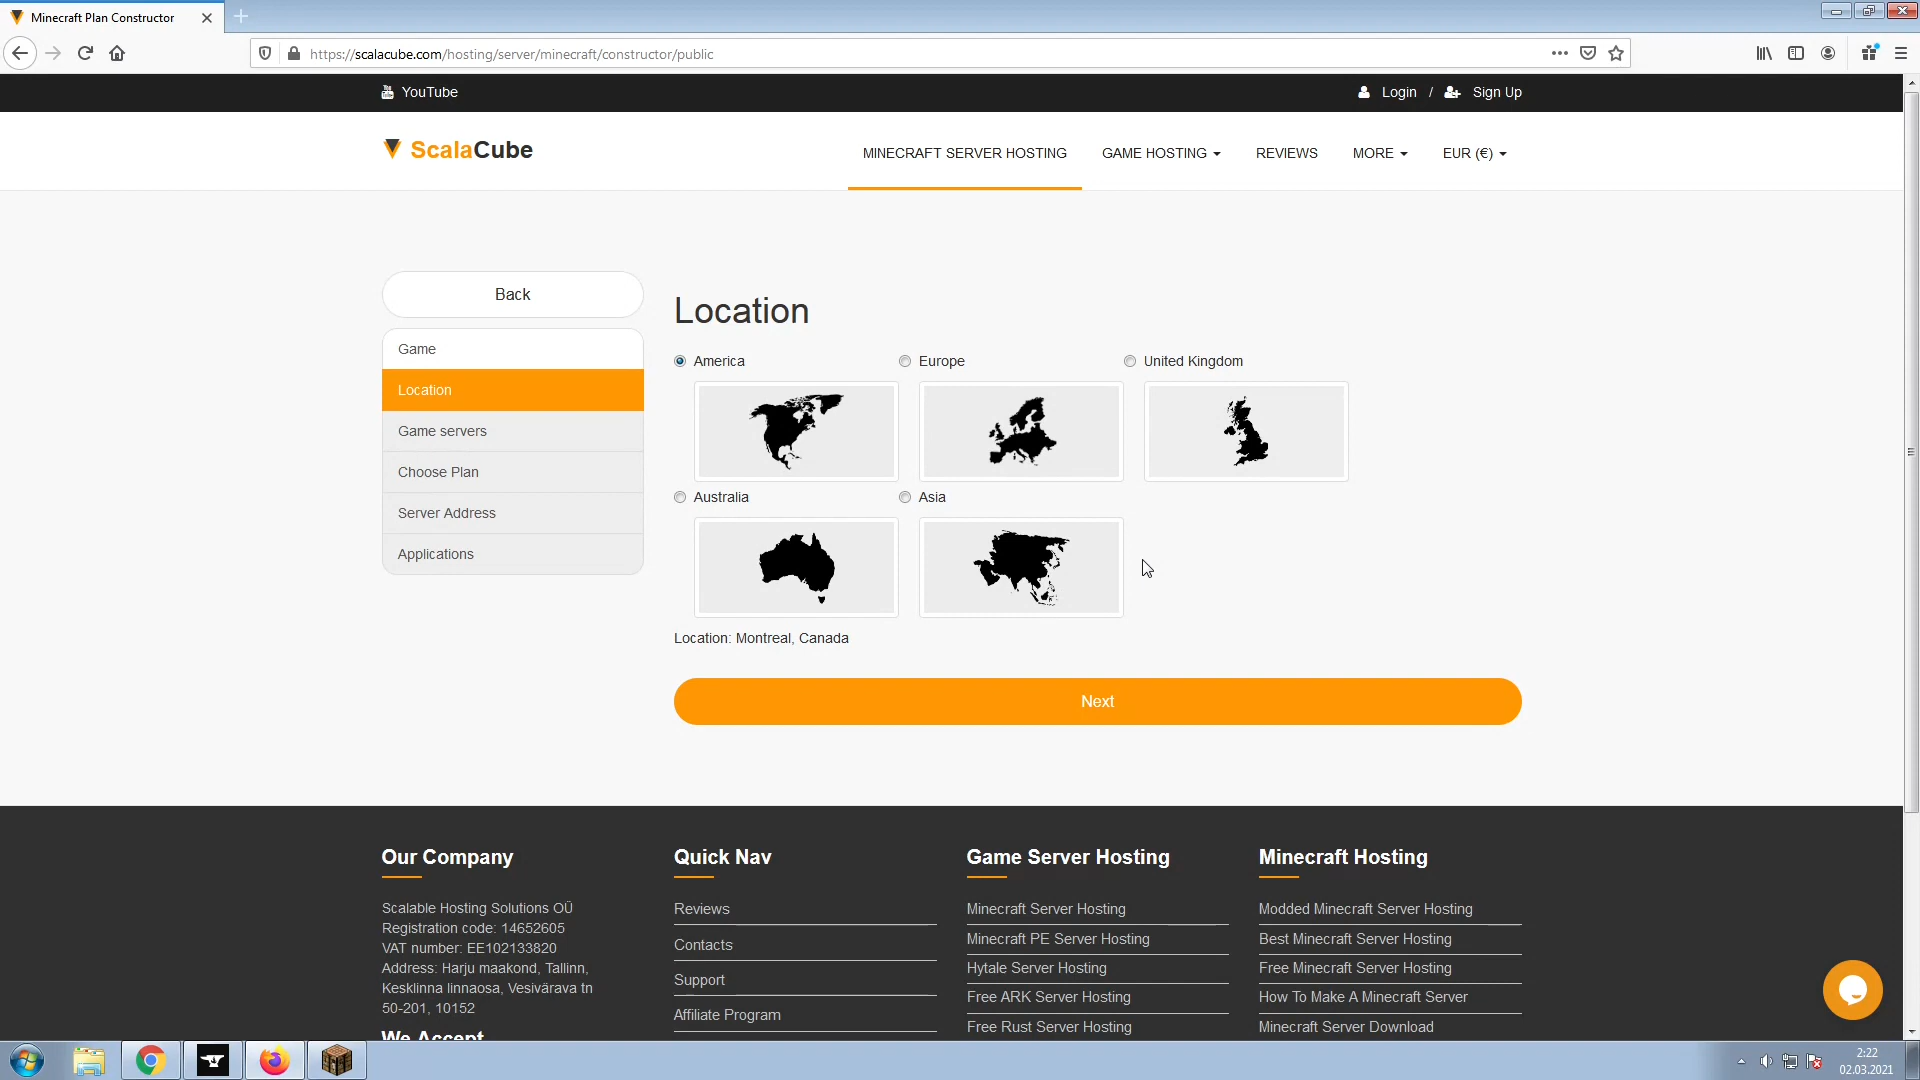 Minecraft Plan Constructor
https://scalacube.com/hosting/server/minecraft/constructor/public
YouTube
Login / Sign Up
ScalaCube
MINECRAFT SERVER HOSTING
GAME HOSTING
REVIEWS
MORE
EUR (€)
Back
Game
Location
Game servers
Choose Plan
Server Address
Applications
Location
America
Europe
United Kingdom
Australia
Asia
Location: Montreal, Canada
Next
Our Company
Scalable Hosting Solutions OÜ
Registration code: 14652605
VAT number: EE102133820
Address: Harju maakond, Tallinn,
Kesklinna linnaosa, Vesivärava tn
50-201, 10152
We Accept
Quick Nav
Reviews
Contacts
Support
Affiliate Program
Game Server Hosting
Minecraft Server Hosting
Minecraft PE Server Hosting
Hytale Server Hosting
Free ARK Server Hosting
Free Rust Server Hosting
Minecraft Hosting
Modded Minecraft Server Hosting
Best Minecraft Server Hosting
Free Minecraft Server Hosting
How To Make A Minecraft Server
Minecraft Server Download
2:22
02.03.2021